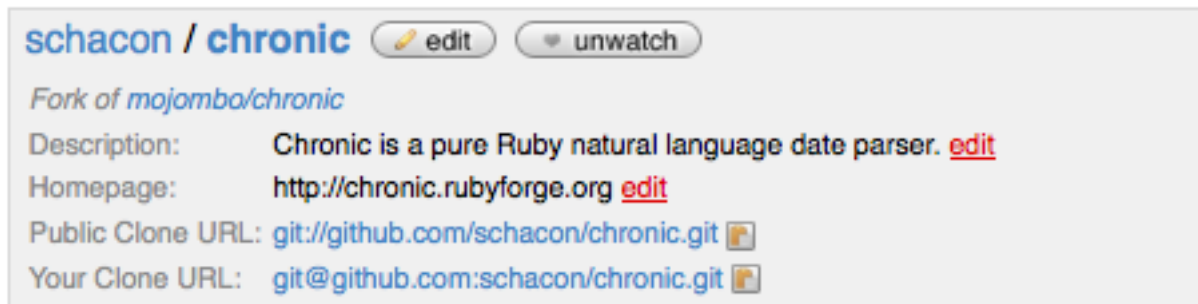 schacon / chronic edit unwatch
Fork of mojombo/chronic
Description: Chronic is a pure Ruby natural language date parser. edit
Homepage: http://chronic.rubyforge.org edit
Public Clone URL: git://github.com/schacon/chronic.git
Your Clone URL: git@github.com:schacon/chronic.git